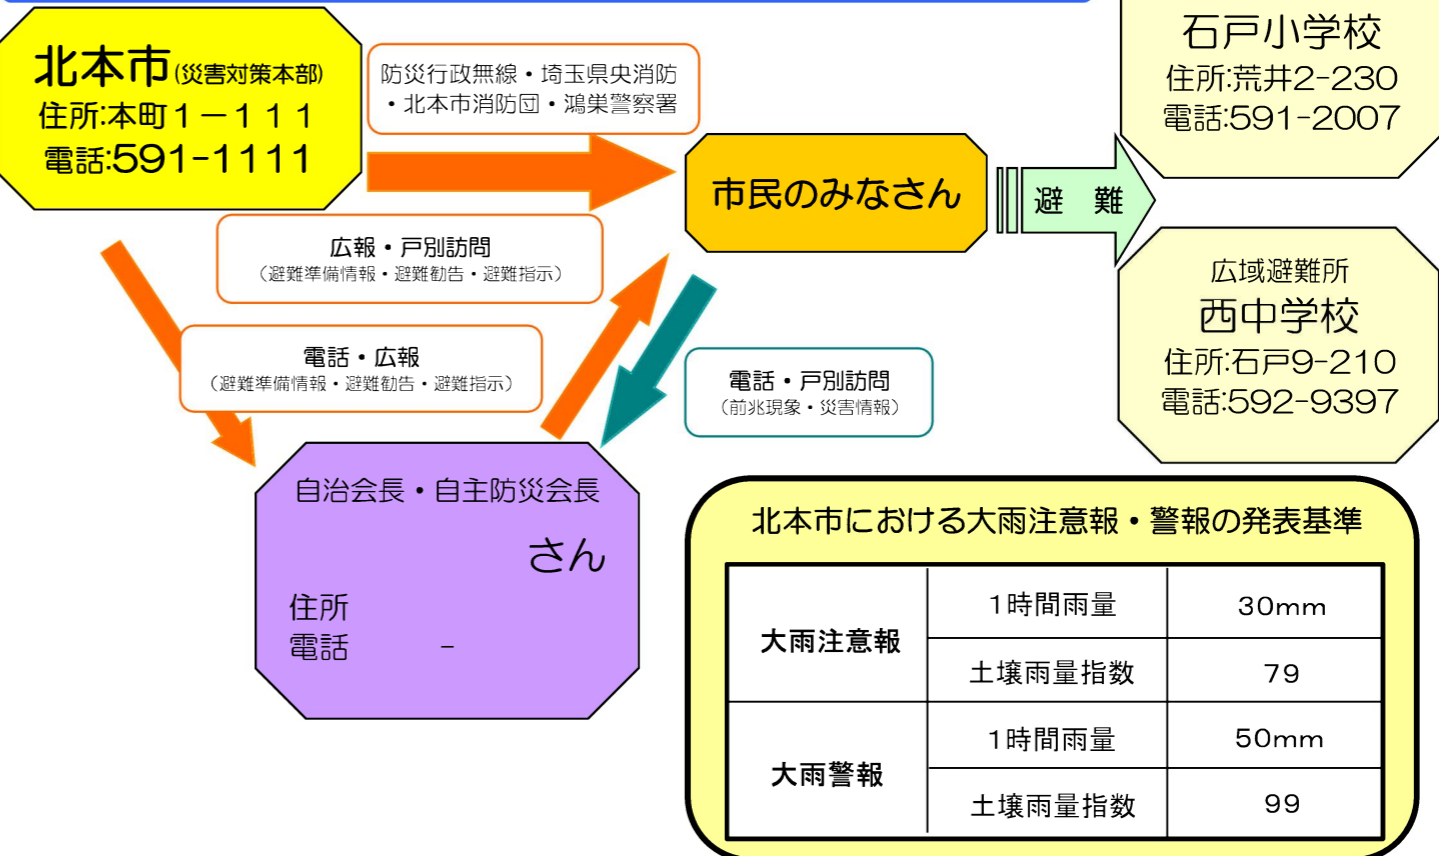 北本市(災害対策本部)
住所:本町１－１１１
電話:591-1111
防災行政無線・埼玉県央消防
・北本市消防団・鴻巣警察署
市民のみなさん
避　難
石戸小学校
住所:荒井2-230
電話:591-2007
広報・戸別訪問
（避難準備情報・避難勧告・避難指示）
電話・広報
（避難準備情報・避難勧告・避難指示）
電話・戸別訪問
（前兆現象・災害情報）
広域避難所
西中学校
住所:石戸9-210
電話:592-9397
自治会長・自主防災会長
さん
住所
電話　　　-
北本市における大雨注意報・警報の発表基準
大雨注意報
1時間雨量 30mm
土壌雨量指数 79
大雨警報
1時間雨量 50mm
土壌雨量指数 99